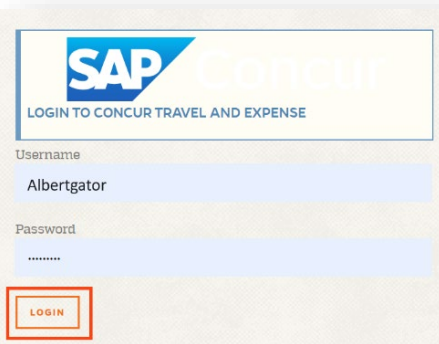 SAP Concur
LOGIN TO CONCUR TRAVEL AND EXPENSE
Username
Albertgator
Password
.........
LOGIN